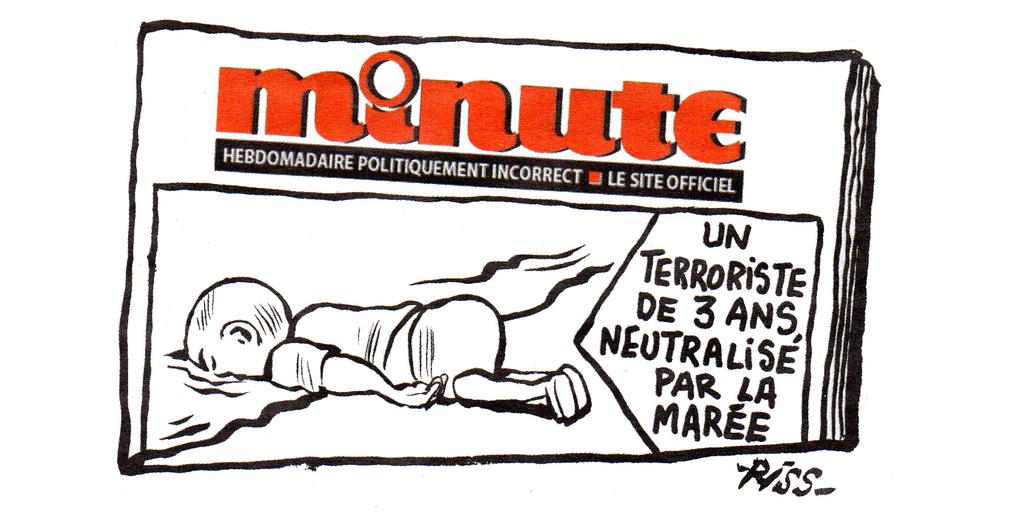 minute
HEBDOMADAIRE POLITIQUEMENT INCORRECT ■ LE SITE OFFICIEL
UN
TERRORISTE
DE 3 ANS
NEUTRALISÉ
PAR LA
MARÉE
RISS